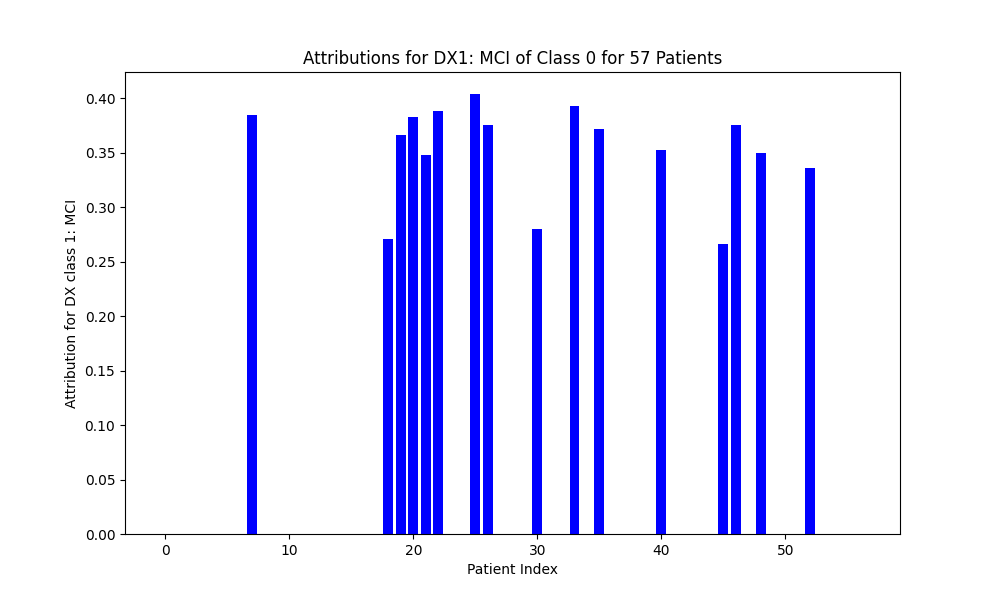 Attributions for DX1: MCI of Class 0 for 57 Patients
Attribution for DX class 1: MCI
0.40
0.35
0.30
0.25
0.20
0.15
0.10
0.05
0.00
0 10 20 30 40 50
Patient Index